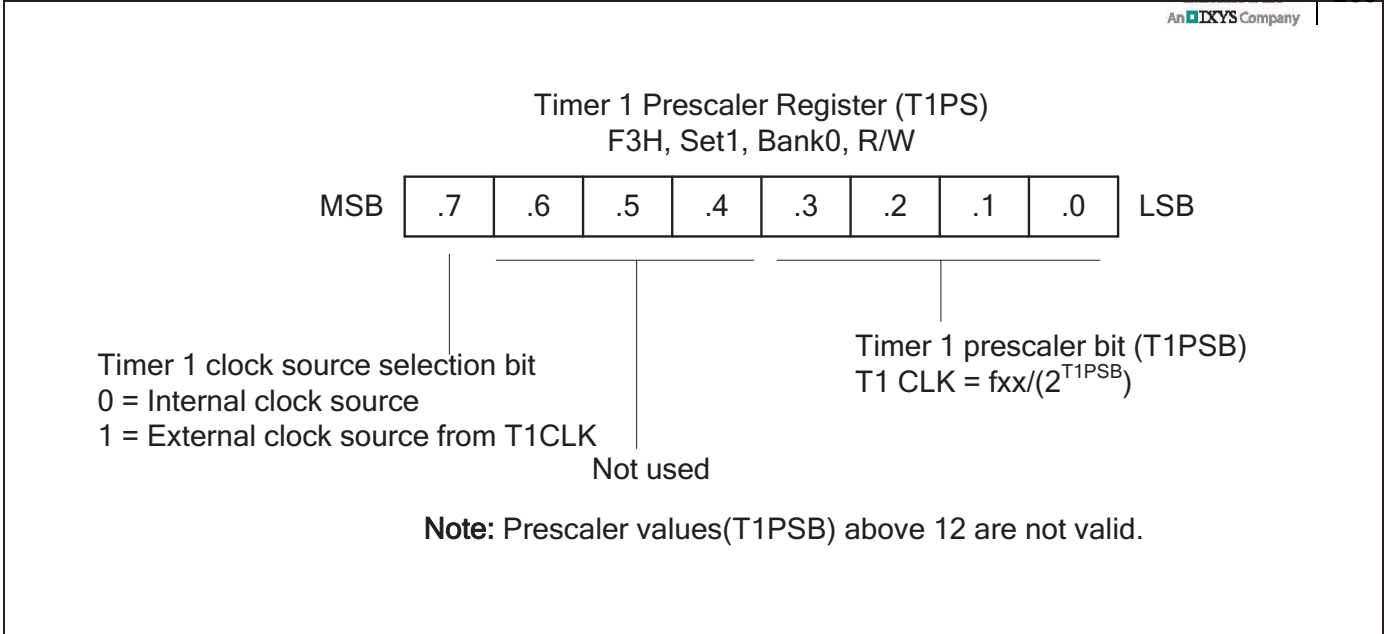 An IXYS Company
Timer 1 Prescaler Register (T1PS)
F3H, Set1, Bank0, R/W
MSB .7 .6 .5 .4 .3 .2 .1 .0 LSB
Timer 1 prescaler bit (T1PSB)
T1 CLK = fxx/(2^T1PSB)
Timer 1 clock source selection bit
0 = Internal clock source
1 = External clock source from T1CLK
Not used
Note: Prescaler values(T1PSB) above 12 are not valid.